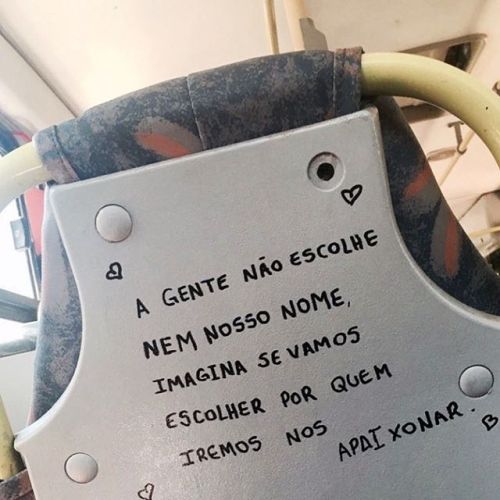 A GENTE NÃO ESCOLHE
NEM NOSSO NOME,
IMAGINA SE VAMOS
ESCOLHER POR QUEM
IREMOS NOS APAIXONAR.